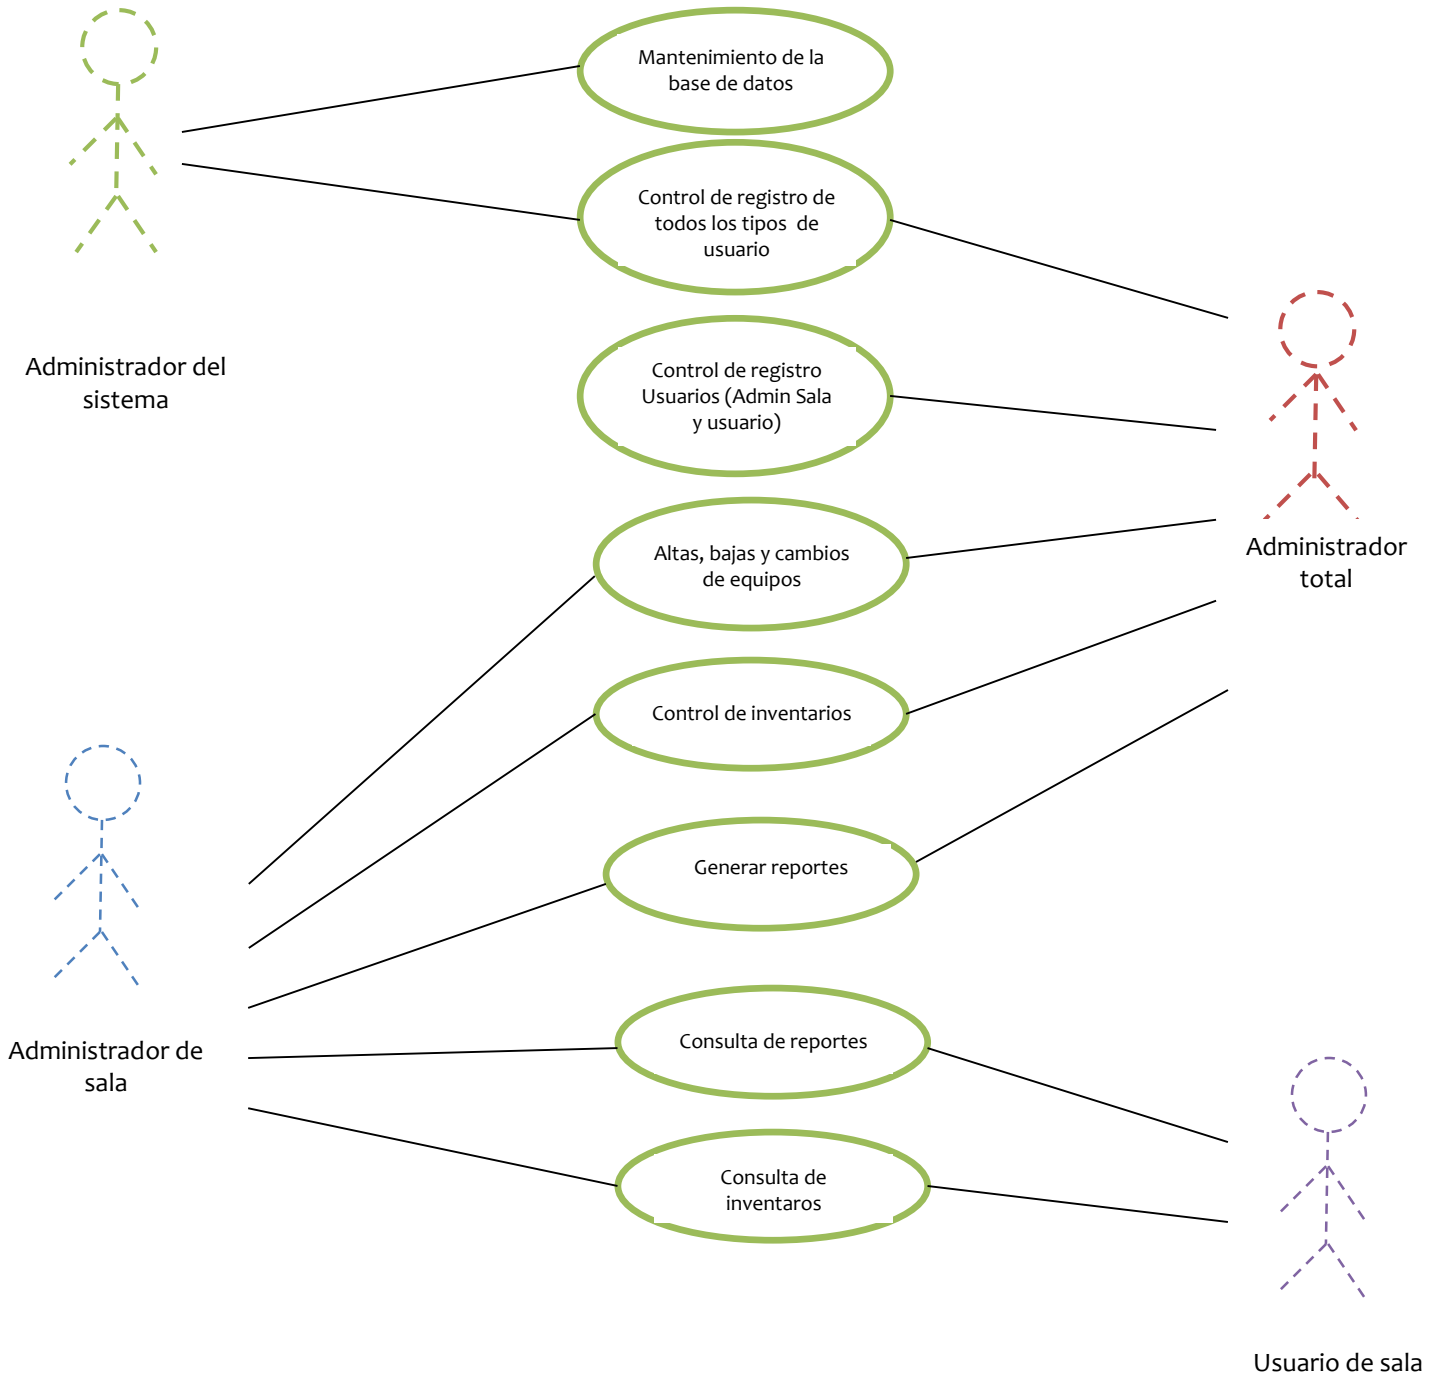 Mantenimiento de la
base de datos
Control de registro de
todos los tipos  de
usuario
Administrador del
sistema
Control de registro
Usuarios (Admin Sala
y usuario)
Altas, bajas y cambios
de equipos
Administrador
total
Control de inventarios
Generar reportes
Administrador de
sala
Consulta de reportes
Consulta de
inventaros
Usuario de sala